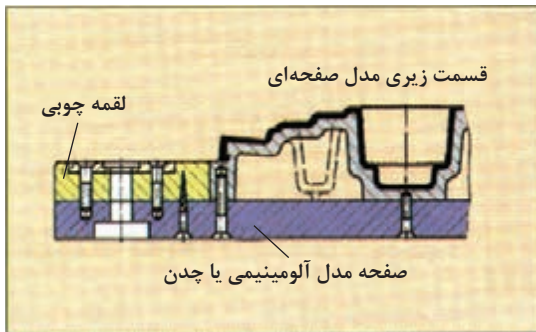 قسمت زیری مدل صفحه‌ای
لقمه چوبی
صفحه مدل آلومینیمی یا چدن